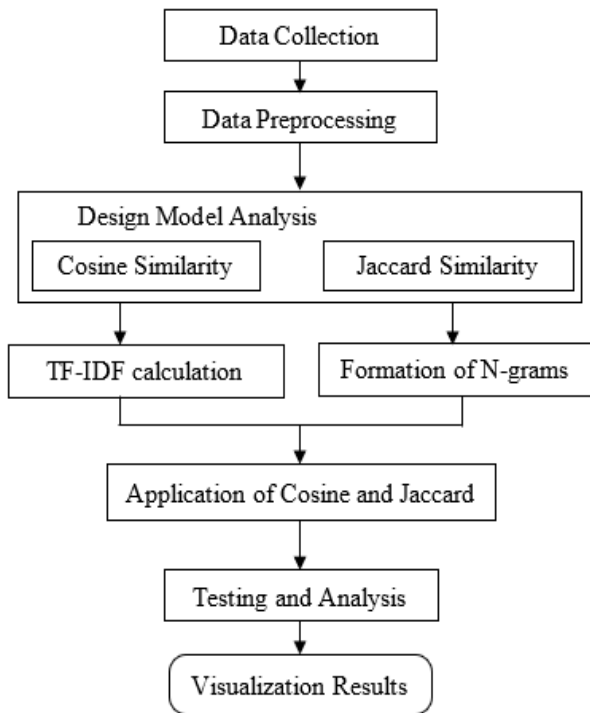 Data Collection
Data Preprocessing
Design Model Analysis
Cosine Similarity
Jaccard Similarity
TF-IDF calculation
Formation of N-grams
Application of Cosine and Jaccard
Testing and Analysis
Visualization Results